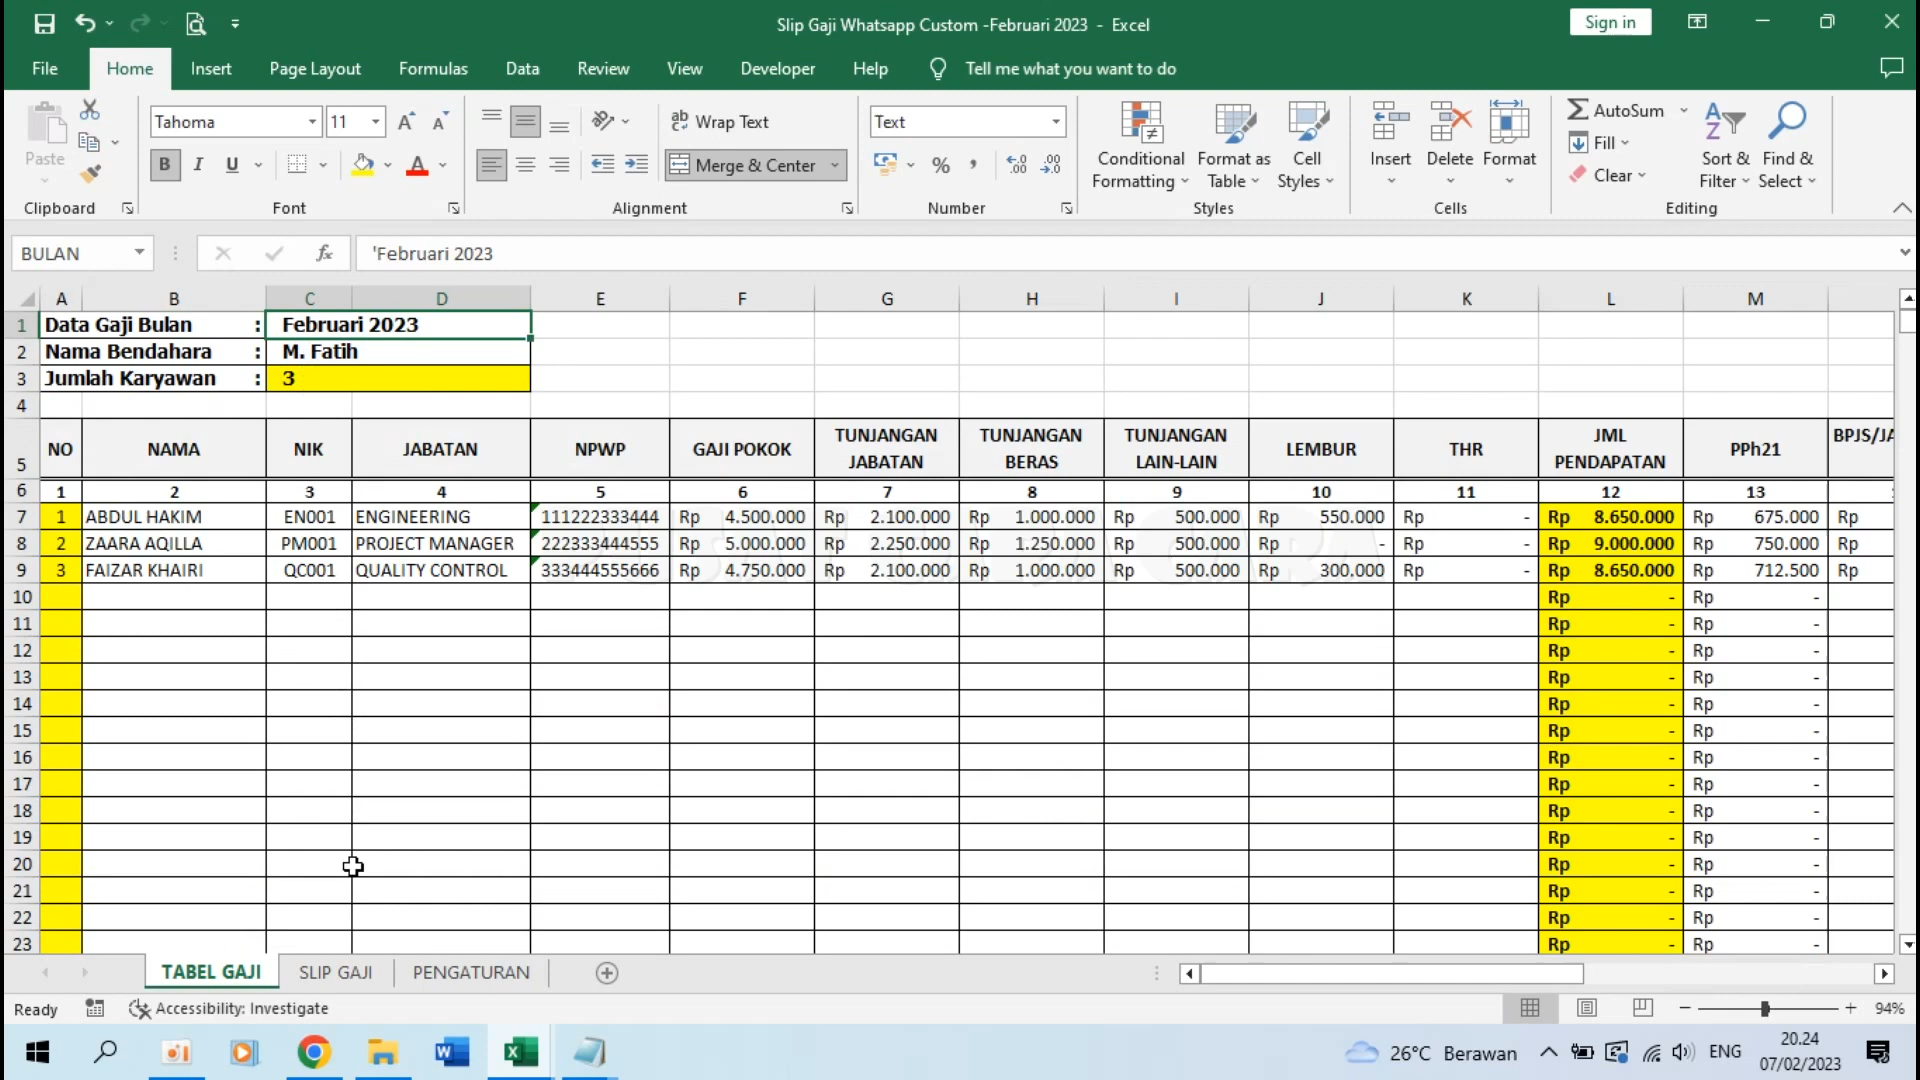 Slip Gaji Whatsapp Custom -Februari 2023 - Excel
Sign in
File Home Insert Page Layout Formulas Data Review View Developer Help Tell me what you want to do
Paste
Clipboard
Tahoma 11
B I U
Font
Wrap Text
Merge & Center
Alignment
Text
Number
Conditional Formatting
Format as Table
Cell Styles
Styles
Insert Delete Format
Cells
AutoSum
Fill
Clear
Sort & Filter
Find & Select
Editing
BULAN fx 'Februari 2023
A B C D E F G H I J K L M
1 Data Gaji Bulan : Februari 2023
2 Nama Bendahara : M. Fatih
3 Jumlah Karyawan : 3
4
5 NO NAMA NIK JABATAN NPWP GAJI POKOK TUNJANGAN JABATAN TUNJANGAN BERAS TUNJANGAN LAIN-LAIN LEMBUR THR JML PENDAPATAN PPh21 BPJS/JA
6 1 2 3 4 5 6 7 8 9 10 11 12 13
7 1 ABDUL HAKIM EN001 ENGINEERING 111222333444 Rp 4.500.000 Rp 2.100.000 Rp 1.000.000 Rp 500.000 Rp 550.000 Rp - Rp 8.650.000 Rp 675.000 Rp
8 2 ZAARA AQILLA PM001 PROJECT MANAGER 222333444555 Rp 5.000.000 Rp 2.250.000 Rp 1.250.000 Rp 500.000 Rp - Rp - Rp 9.000.000 Rp 750.000 Rp
9 3 FAIZAR KHAIRI QC001 QUALITY CONTROL 333444555666 Rp 4.750.000 Rp 2.100.000 Rp 1.000.000 Rp 500.000 Rp 300.000 Rp - Rp 8.650.000 Rp 712.500 Rp
10 Rp - Rp -
11 Rp - Rp -
12 Rp - Rp -
13 Rp - Rp -
14 Rp - Rp -
15 Rp - Rp -
16 Rp - Rp -
17 Rp - Rp -
18 Rp - Rp -
19 Rp - Rp -
20 Rp - Rp -
21 Rp - Rp -
22 Rp - Rp -
23 Rp - Rp -
TABEL GAJI SLIP GAJI PENGATURAN
Ready Accessibility: Investigate 94%
26°C Berawan ENG 20.24
07/02/2023